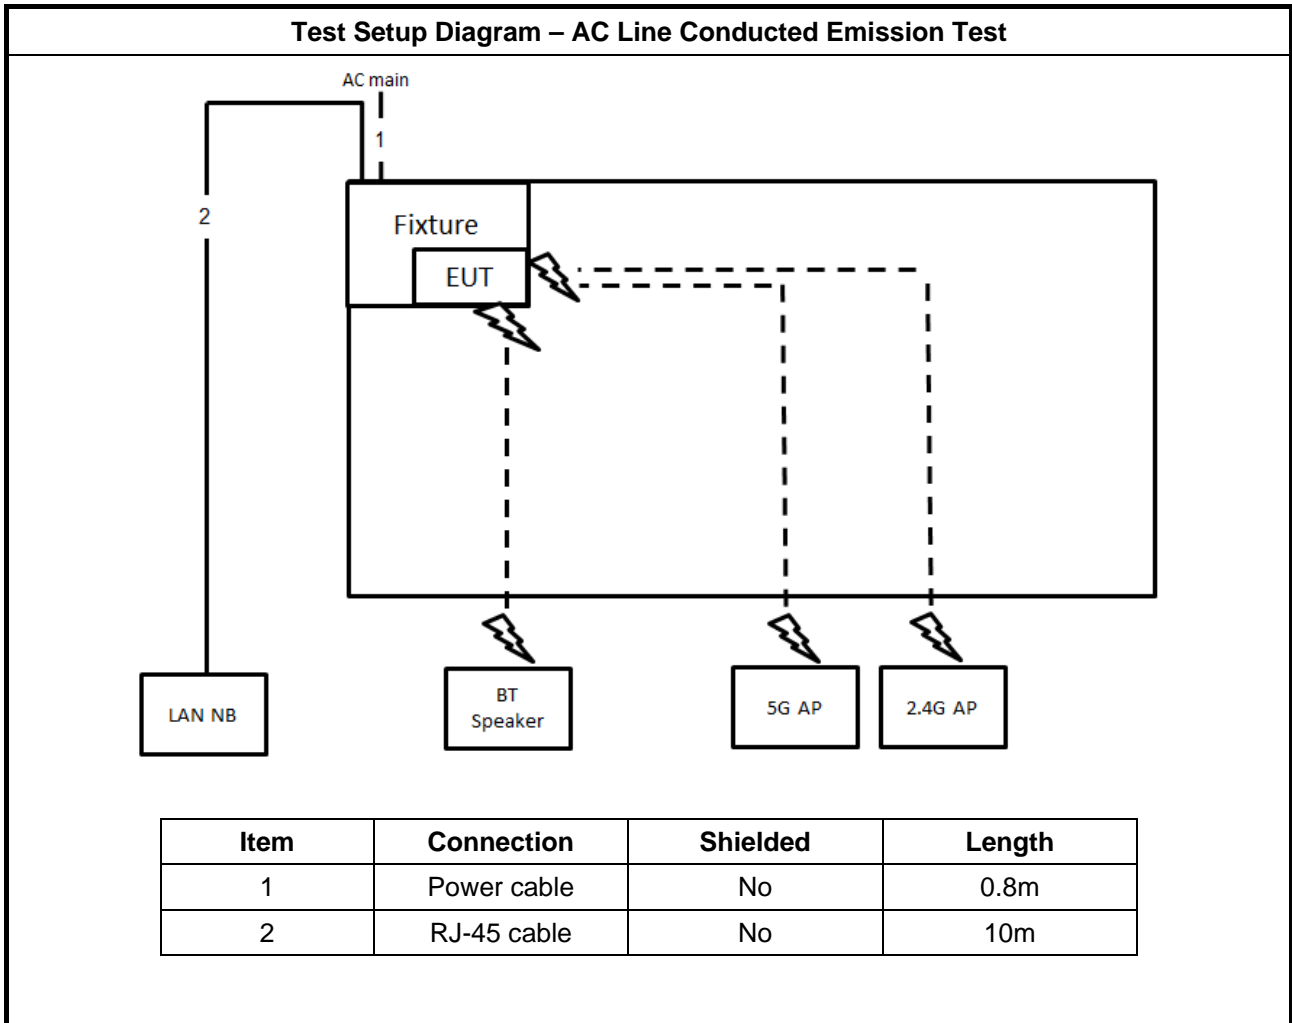 Test Setup Diagram – AC Line Conducted Emission Test
AC main
1
2
Fixture
EUT
LAN NB
BT
Speaker
5G AP
2.4G AP
Item Connection Shielded Length
1 Power cable No 0.8m
2 RJ-45 cable No 10m